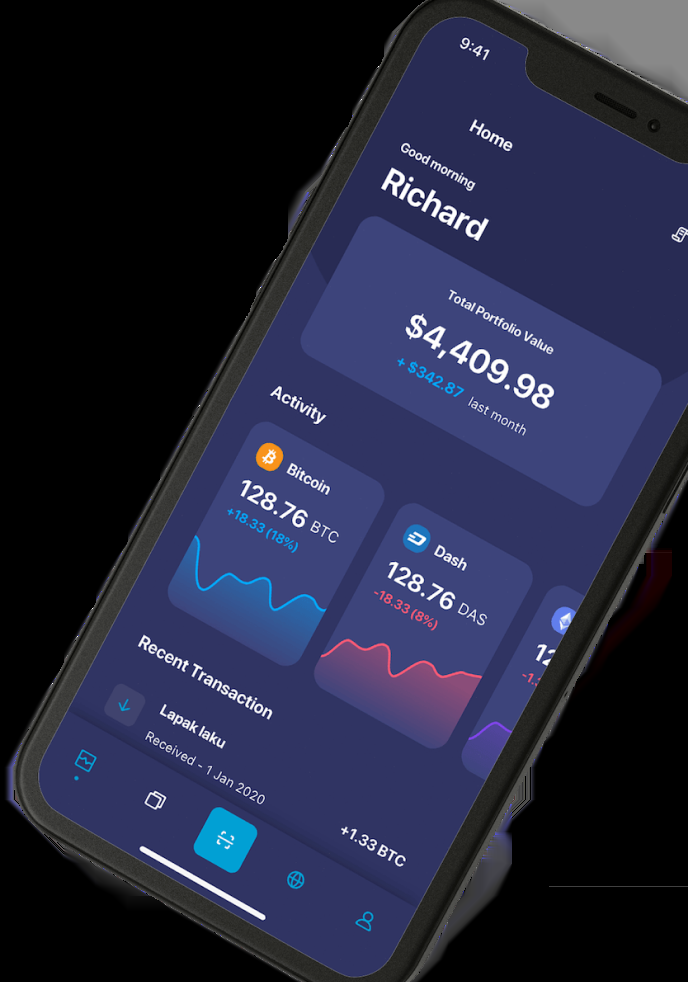 9:41
Home
Good morning
Richard
Total Portfolio Value
$4,409.98
+ $342.87 last month
Activity
Bitcoin
128.76 BTC
+18.33 (18%)
Dash
128.76 DAS
-18.33 (8%)
Recent Transaction
Lapak laku
Received - 1 Jan 2020
+1.33 BTC